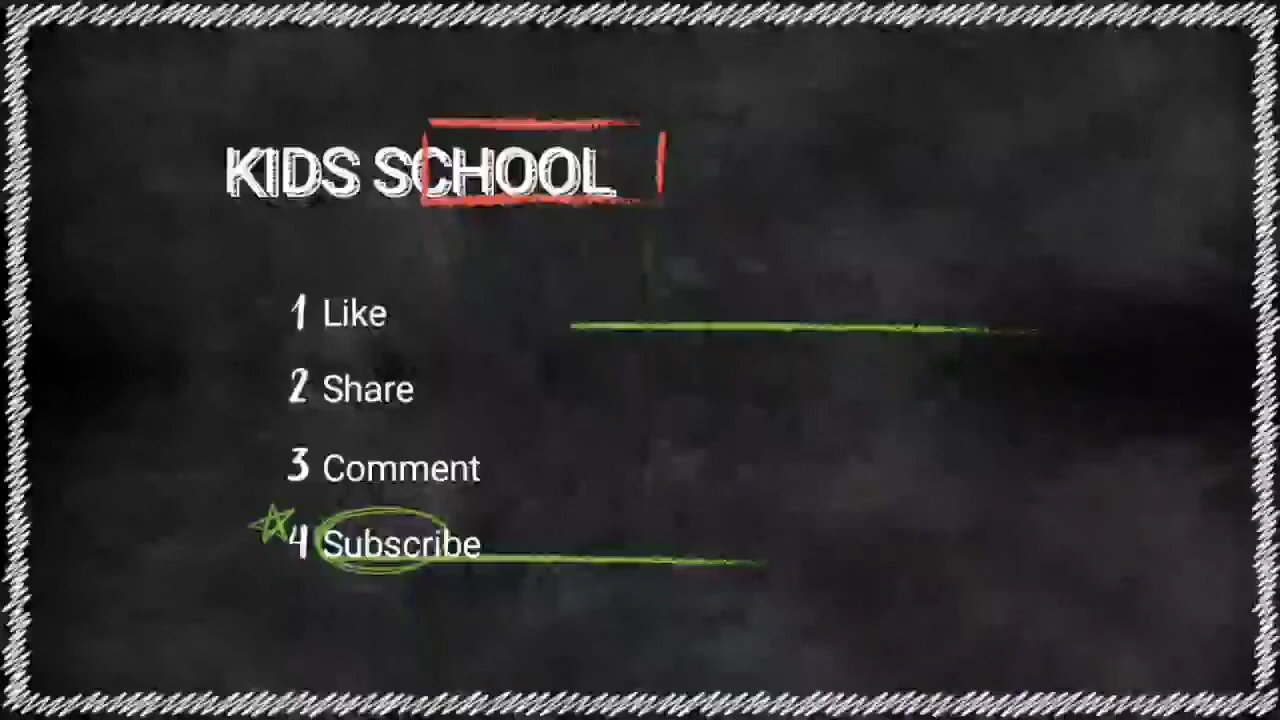 KIDS SCHOOL
1 Like
2 Share
3 Comment
4 Subscribe